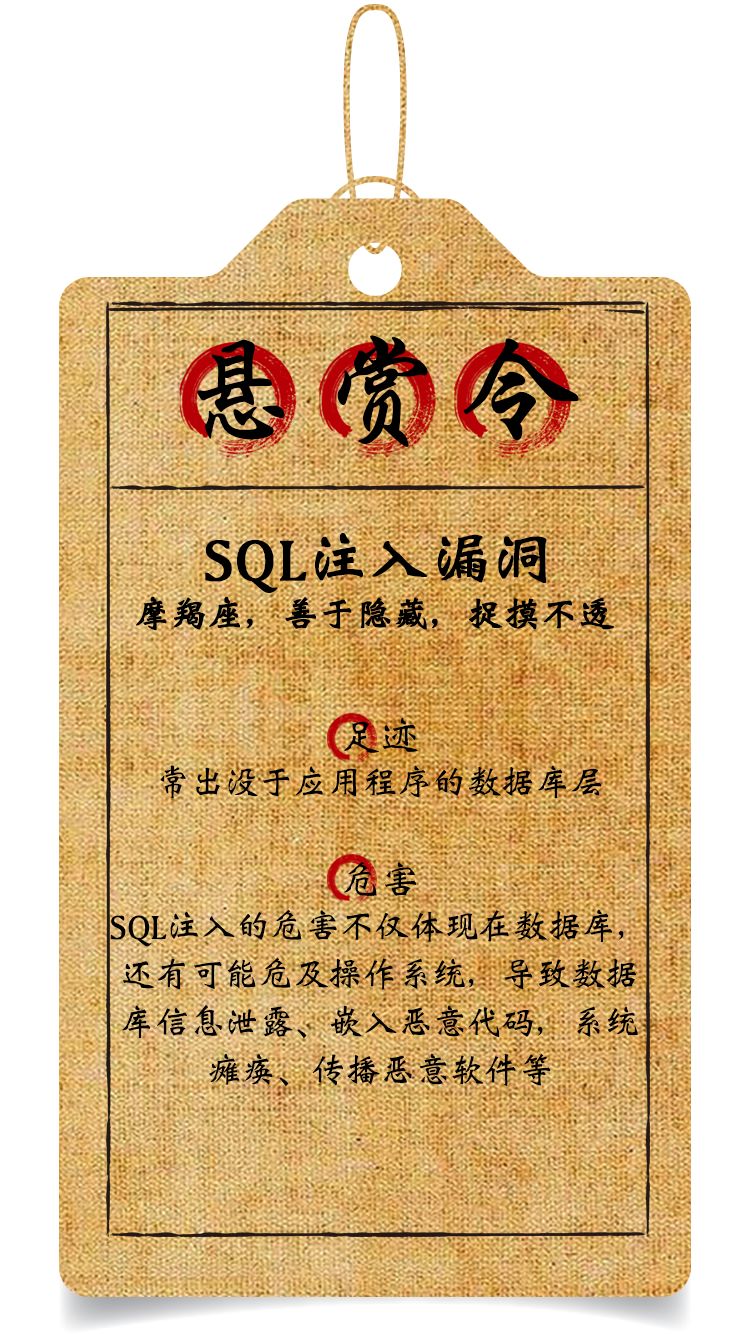 悬赏令
SQL注入漏洞
摩羯座，善于隐藏，捉摸不透
足迹
常出没于应用程序的数据库层
危害
SQL注入的危害不仅体现在数据库，
还有可能危及操作系统，导致数据
库信息泄露、嵌入恶意代码，系统
瘫痪、传播恶意软件等